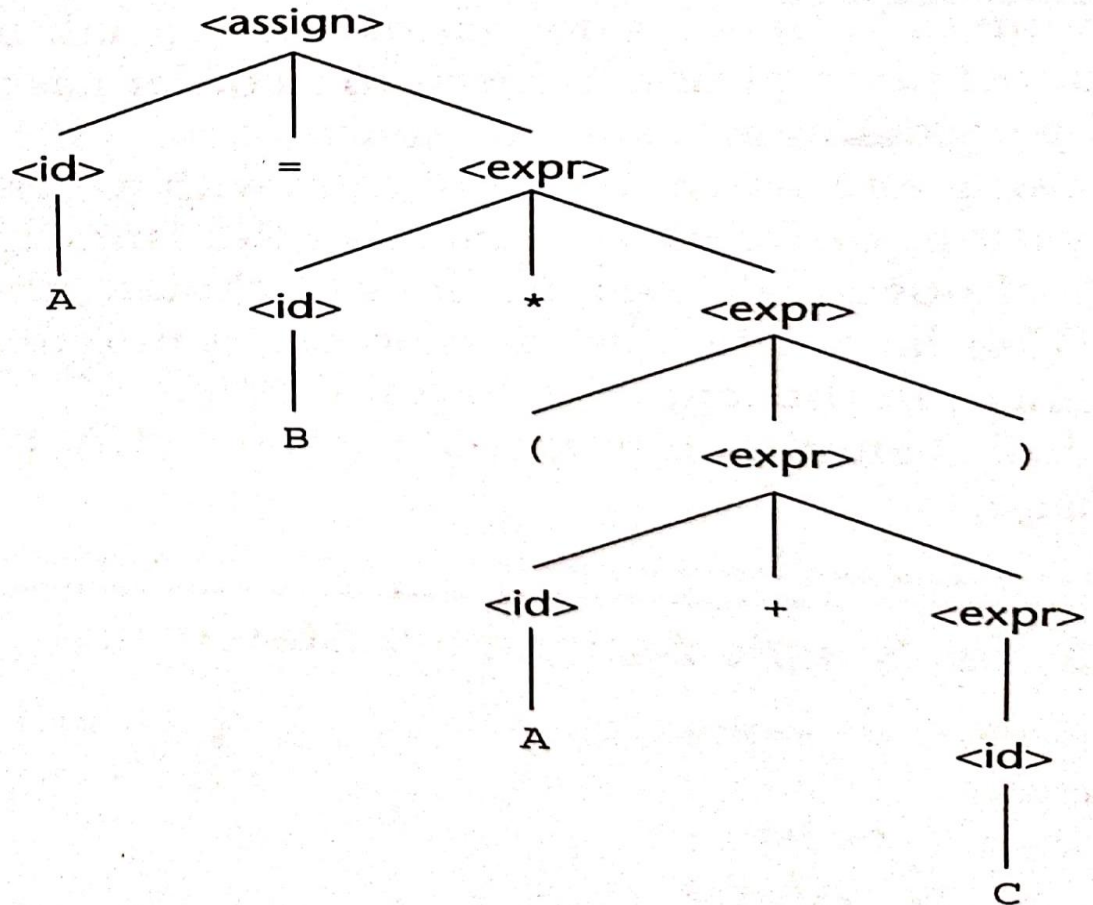 <assign>
<id> = <expr>
A <id> * <expr>
B ( <expr> )
<id> + <expr>
A <id>
C